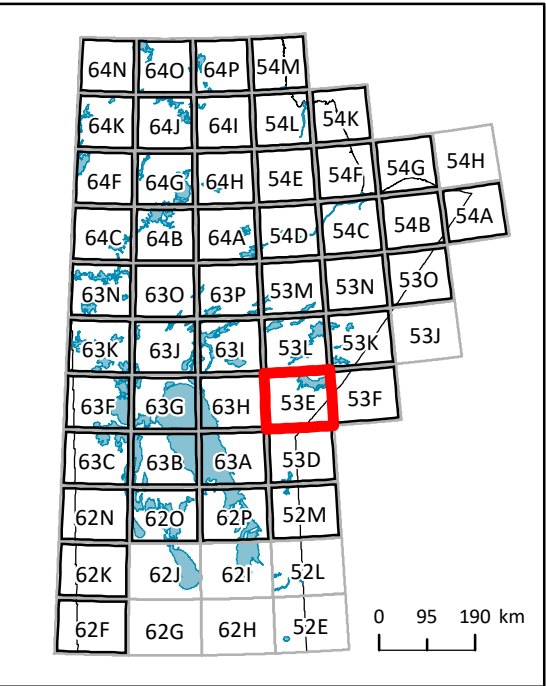 64N 64O 64P 54M
64K 64J 64I 54L 54K
64F 64G 64H 54E 54F 54G 54H
64C 64B 64A 54D 54C 54B 54A
63N 63O 63P 53M 53N 53O
63K 63J 63I 53L 53K 53J
63F 63G 63H 53E 53F
63C 63B 63A 53D
62N 62O 62P 52M
62K 62J 62I 52L
62F 62G 62H 52E
0 95 190 km